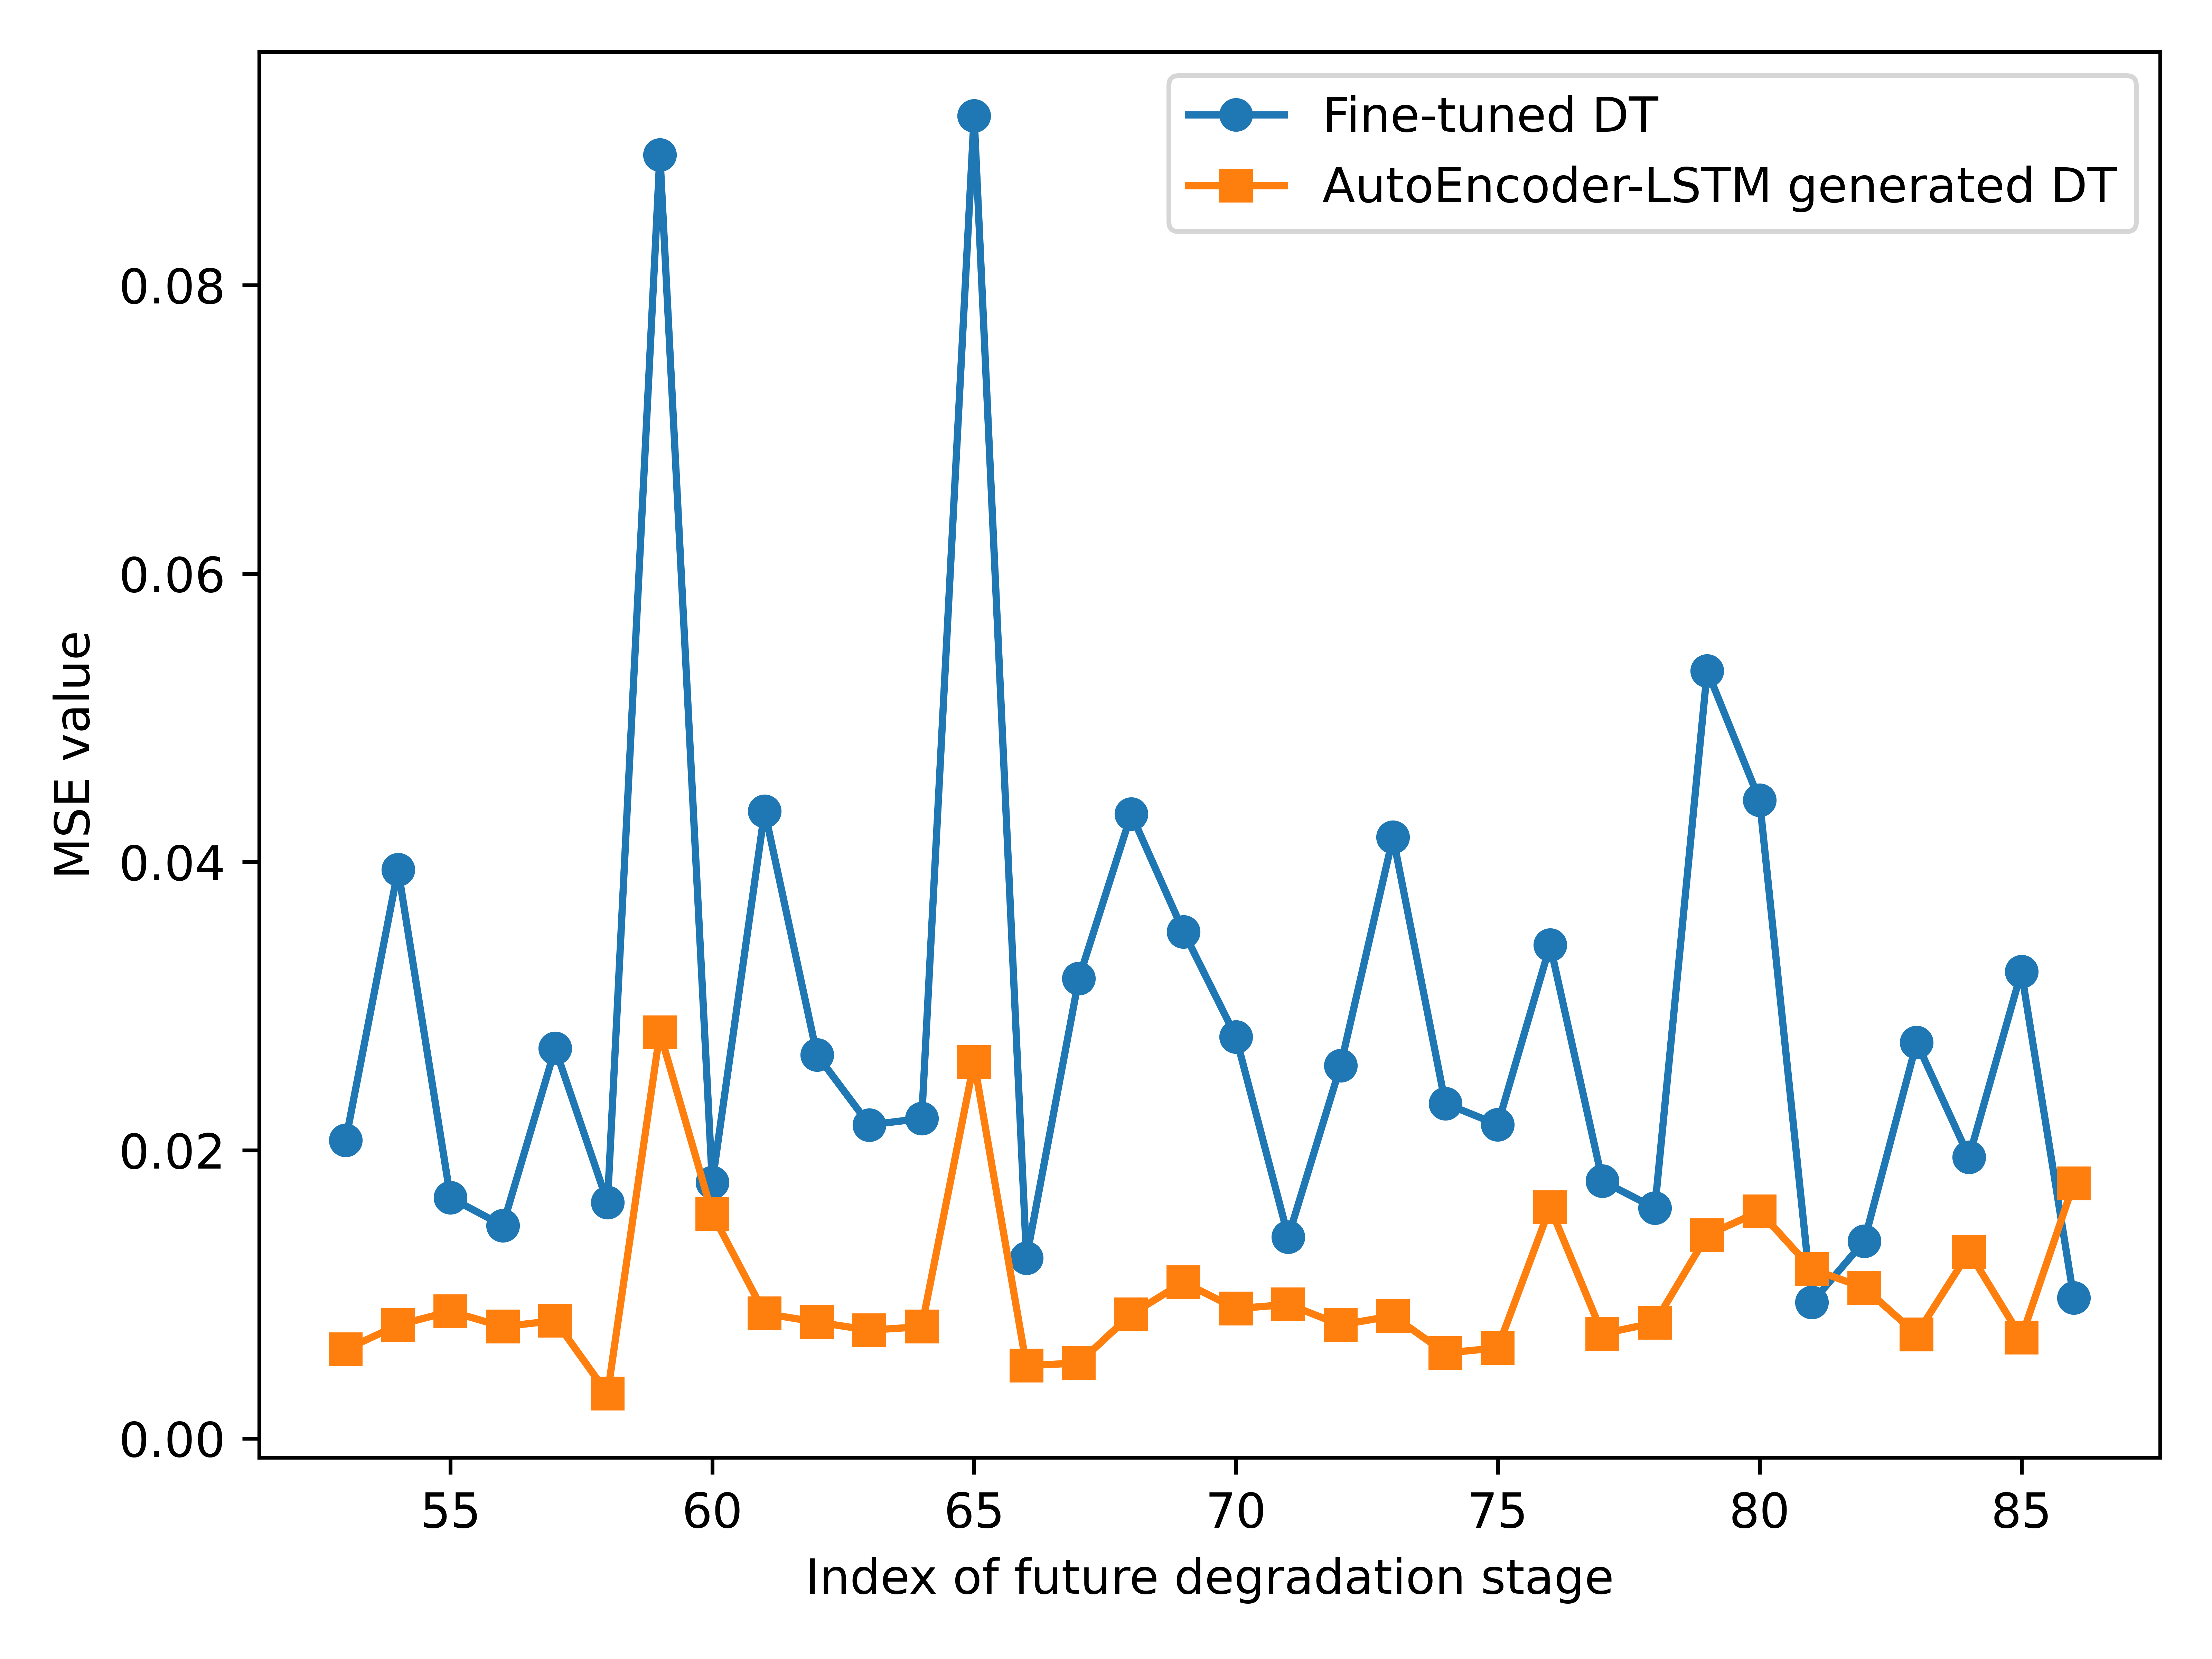 Fine-tuned DT
AutoEncoder-LSTM generated DT
0.08
0.06
0.04
0.02
0.00
MSE value
55 60 65 70 75 80 85
Index of future degradation stage